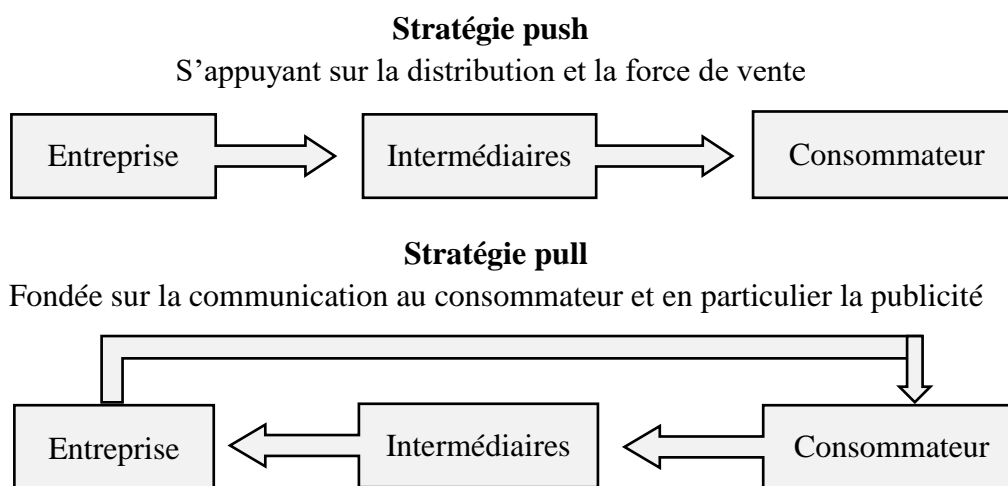 Stratégie push
S'appuyant sur la distribution et la force de vente
Entreprise
Intermédiaires
Consommateur
Stratégie pull
Fondée sur la communication au consommateur et en particulier la publicité
Entreprise
Intermédiaires
Consommateur